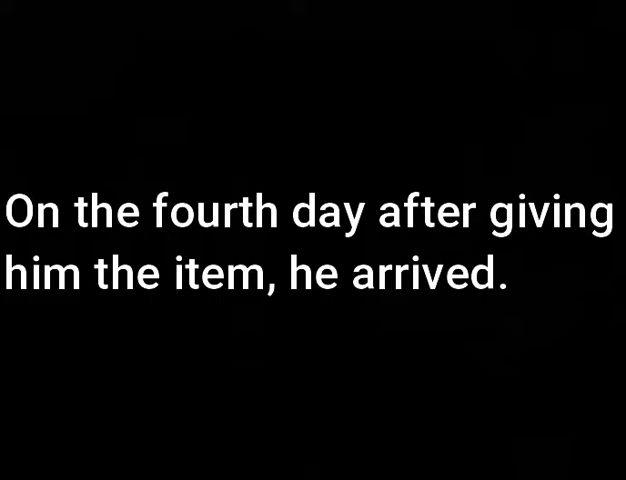 On the fourth day after giving
him the item, he arrived.